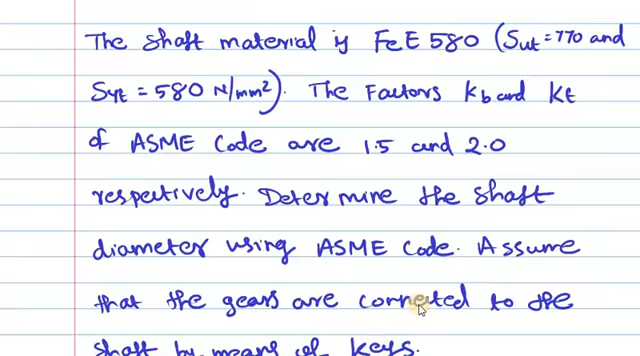 The shaft material is FeE 580 (Sut = 770 and
Syt = 580 N/mm²). The Factors kb and kt
of ASME Code are 1.5 and 2.0
respectively. Determine the shaft
diameter using ASME Code. Assume
that the gears are connected to the
shaft by means of keys.